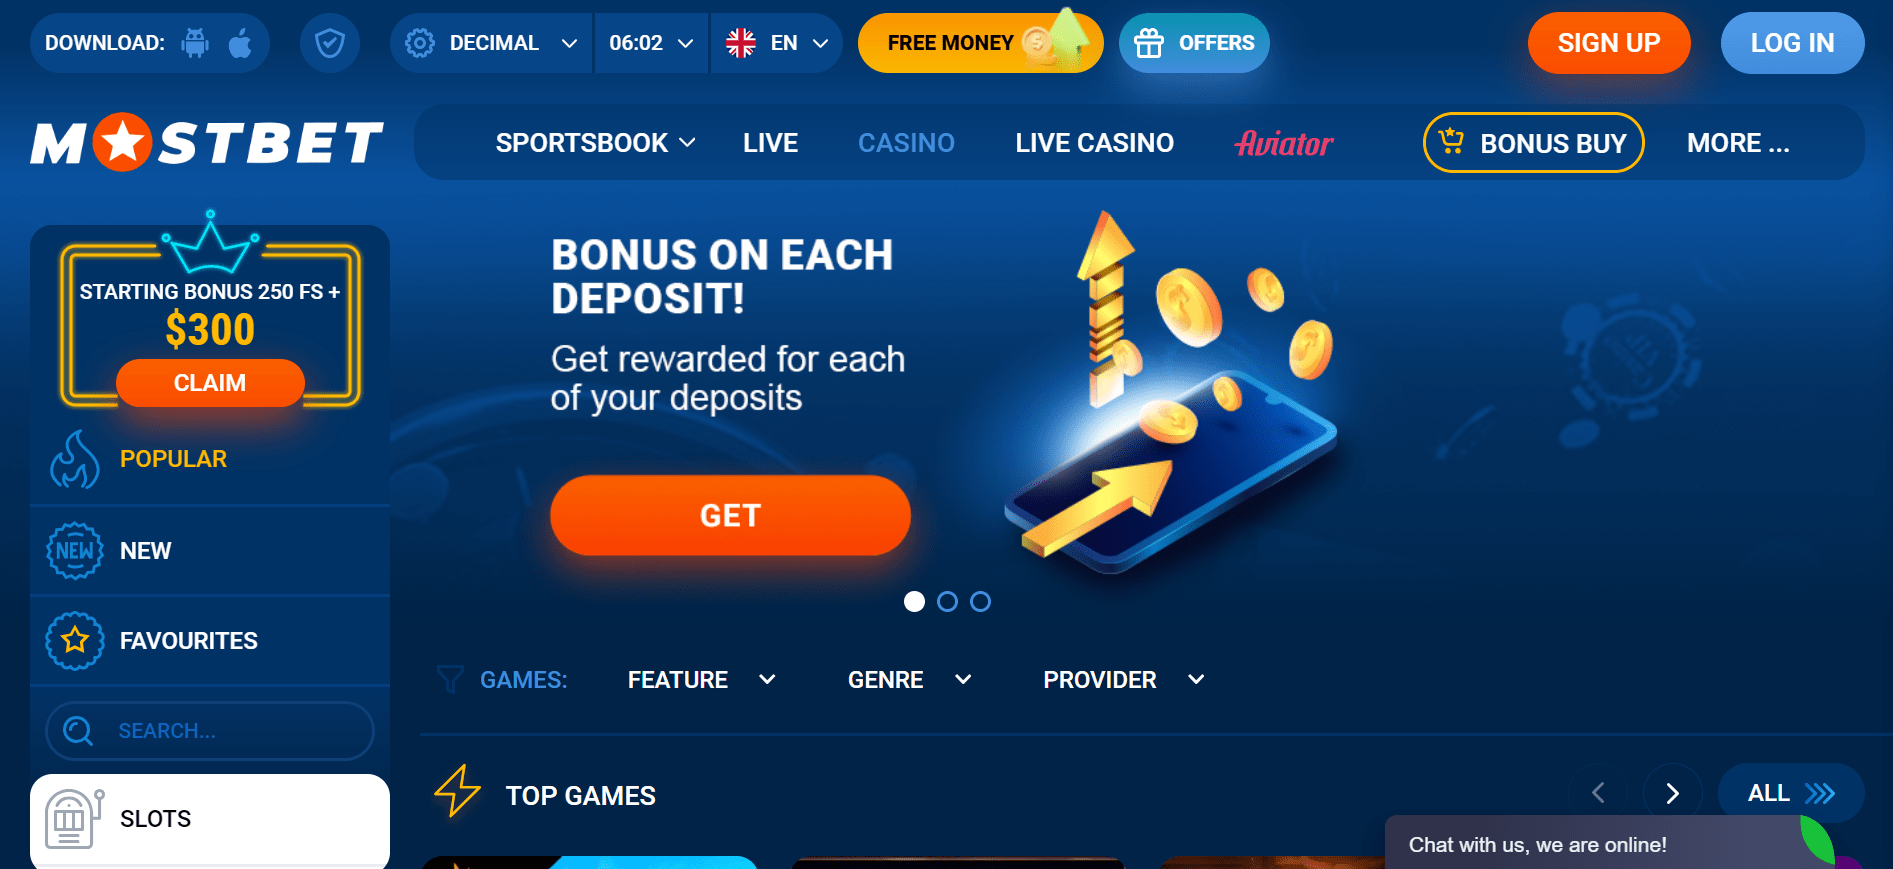 DOWNLOAD:
DECIMAL
06:02
EN
FREE MONEY
OFFERS
SIGN UP
LOG IN
MOSTBET
SPORTSBOOK
LIVE
CASINO
LIVE CASINO
Aviator
BONUS BUY
MORE ...
STARTING BONUS 250 FS +
$300
CLAIM
POPULAR
NEW
NEW
FAVOURITES
SEARCH...
SLOTS
BONUS ON EACH
DEPOSIT!
Get rewarded for each
of your deposits
GET
GAMES:
FEATURE
GENRE
PROVIDER
TOP GAMES
ALL
Chat with us, we are online!